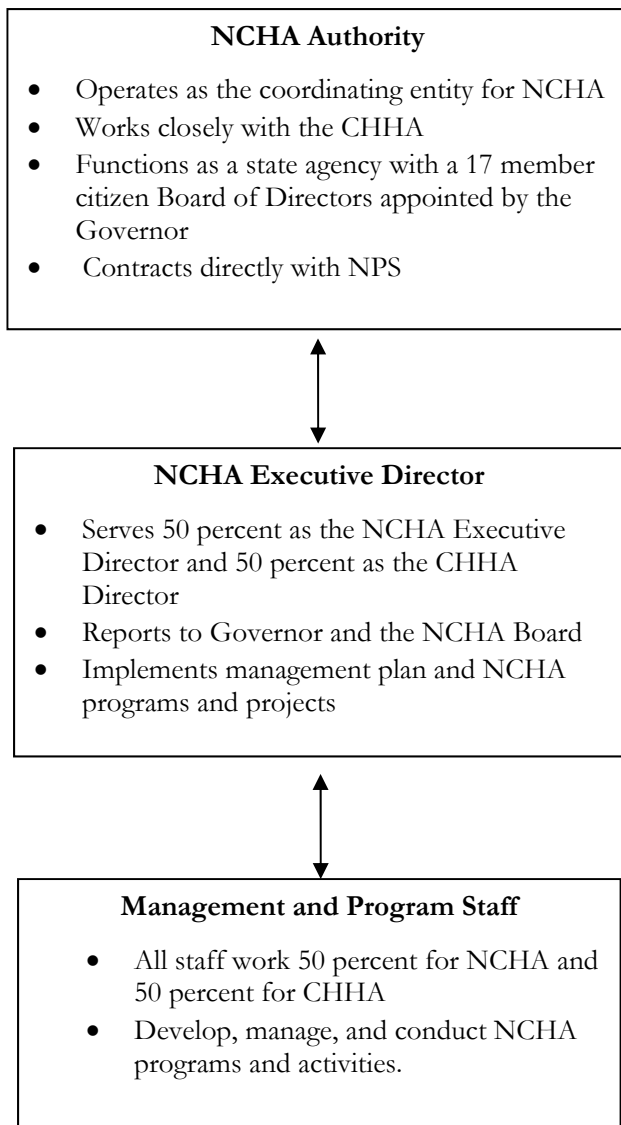 NCHA Authority
• Operates as the coordinating entity for NCHA
• Works closely with the CHHA
• Functions as a state agency with a 17 member
citizen Board of Directors appointed by the
Governor
• Contracts directly with NPS
NCHA Executive Director
• Serves 50 percent as the NCHA Executive
Director and 50 percent as the CHHA
Director
• Reports to Governor and the NCHA Board
• Implements management plan and NCHA
programs and projects
Management and Program Staff
• All staff work 50 percent for NCHA and
50 percent for CHHA
• Develop, manage, and conduct NCHA
programs and activities.